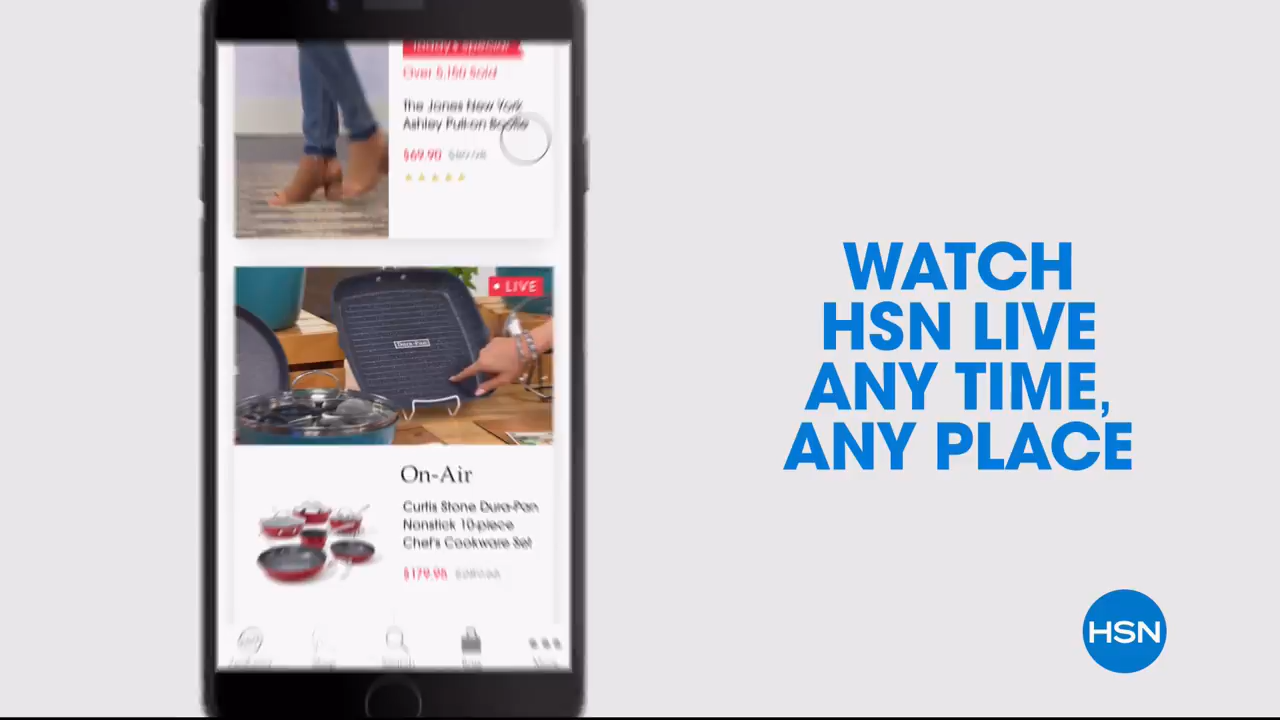 Today's Special
Over 5,150 Sold
The Jones New York
Ashley Pull-on Bootie
$69.90
LIVE
Dura-Pan
On-Air
Curtis Stone Dura-Pan
Nonstick 10-piece
Chef's Cookware Set
$179.95
WATCH
HSN LIVE
ANY TIME,
ANY PLACE
HSN